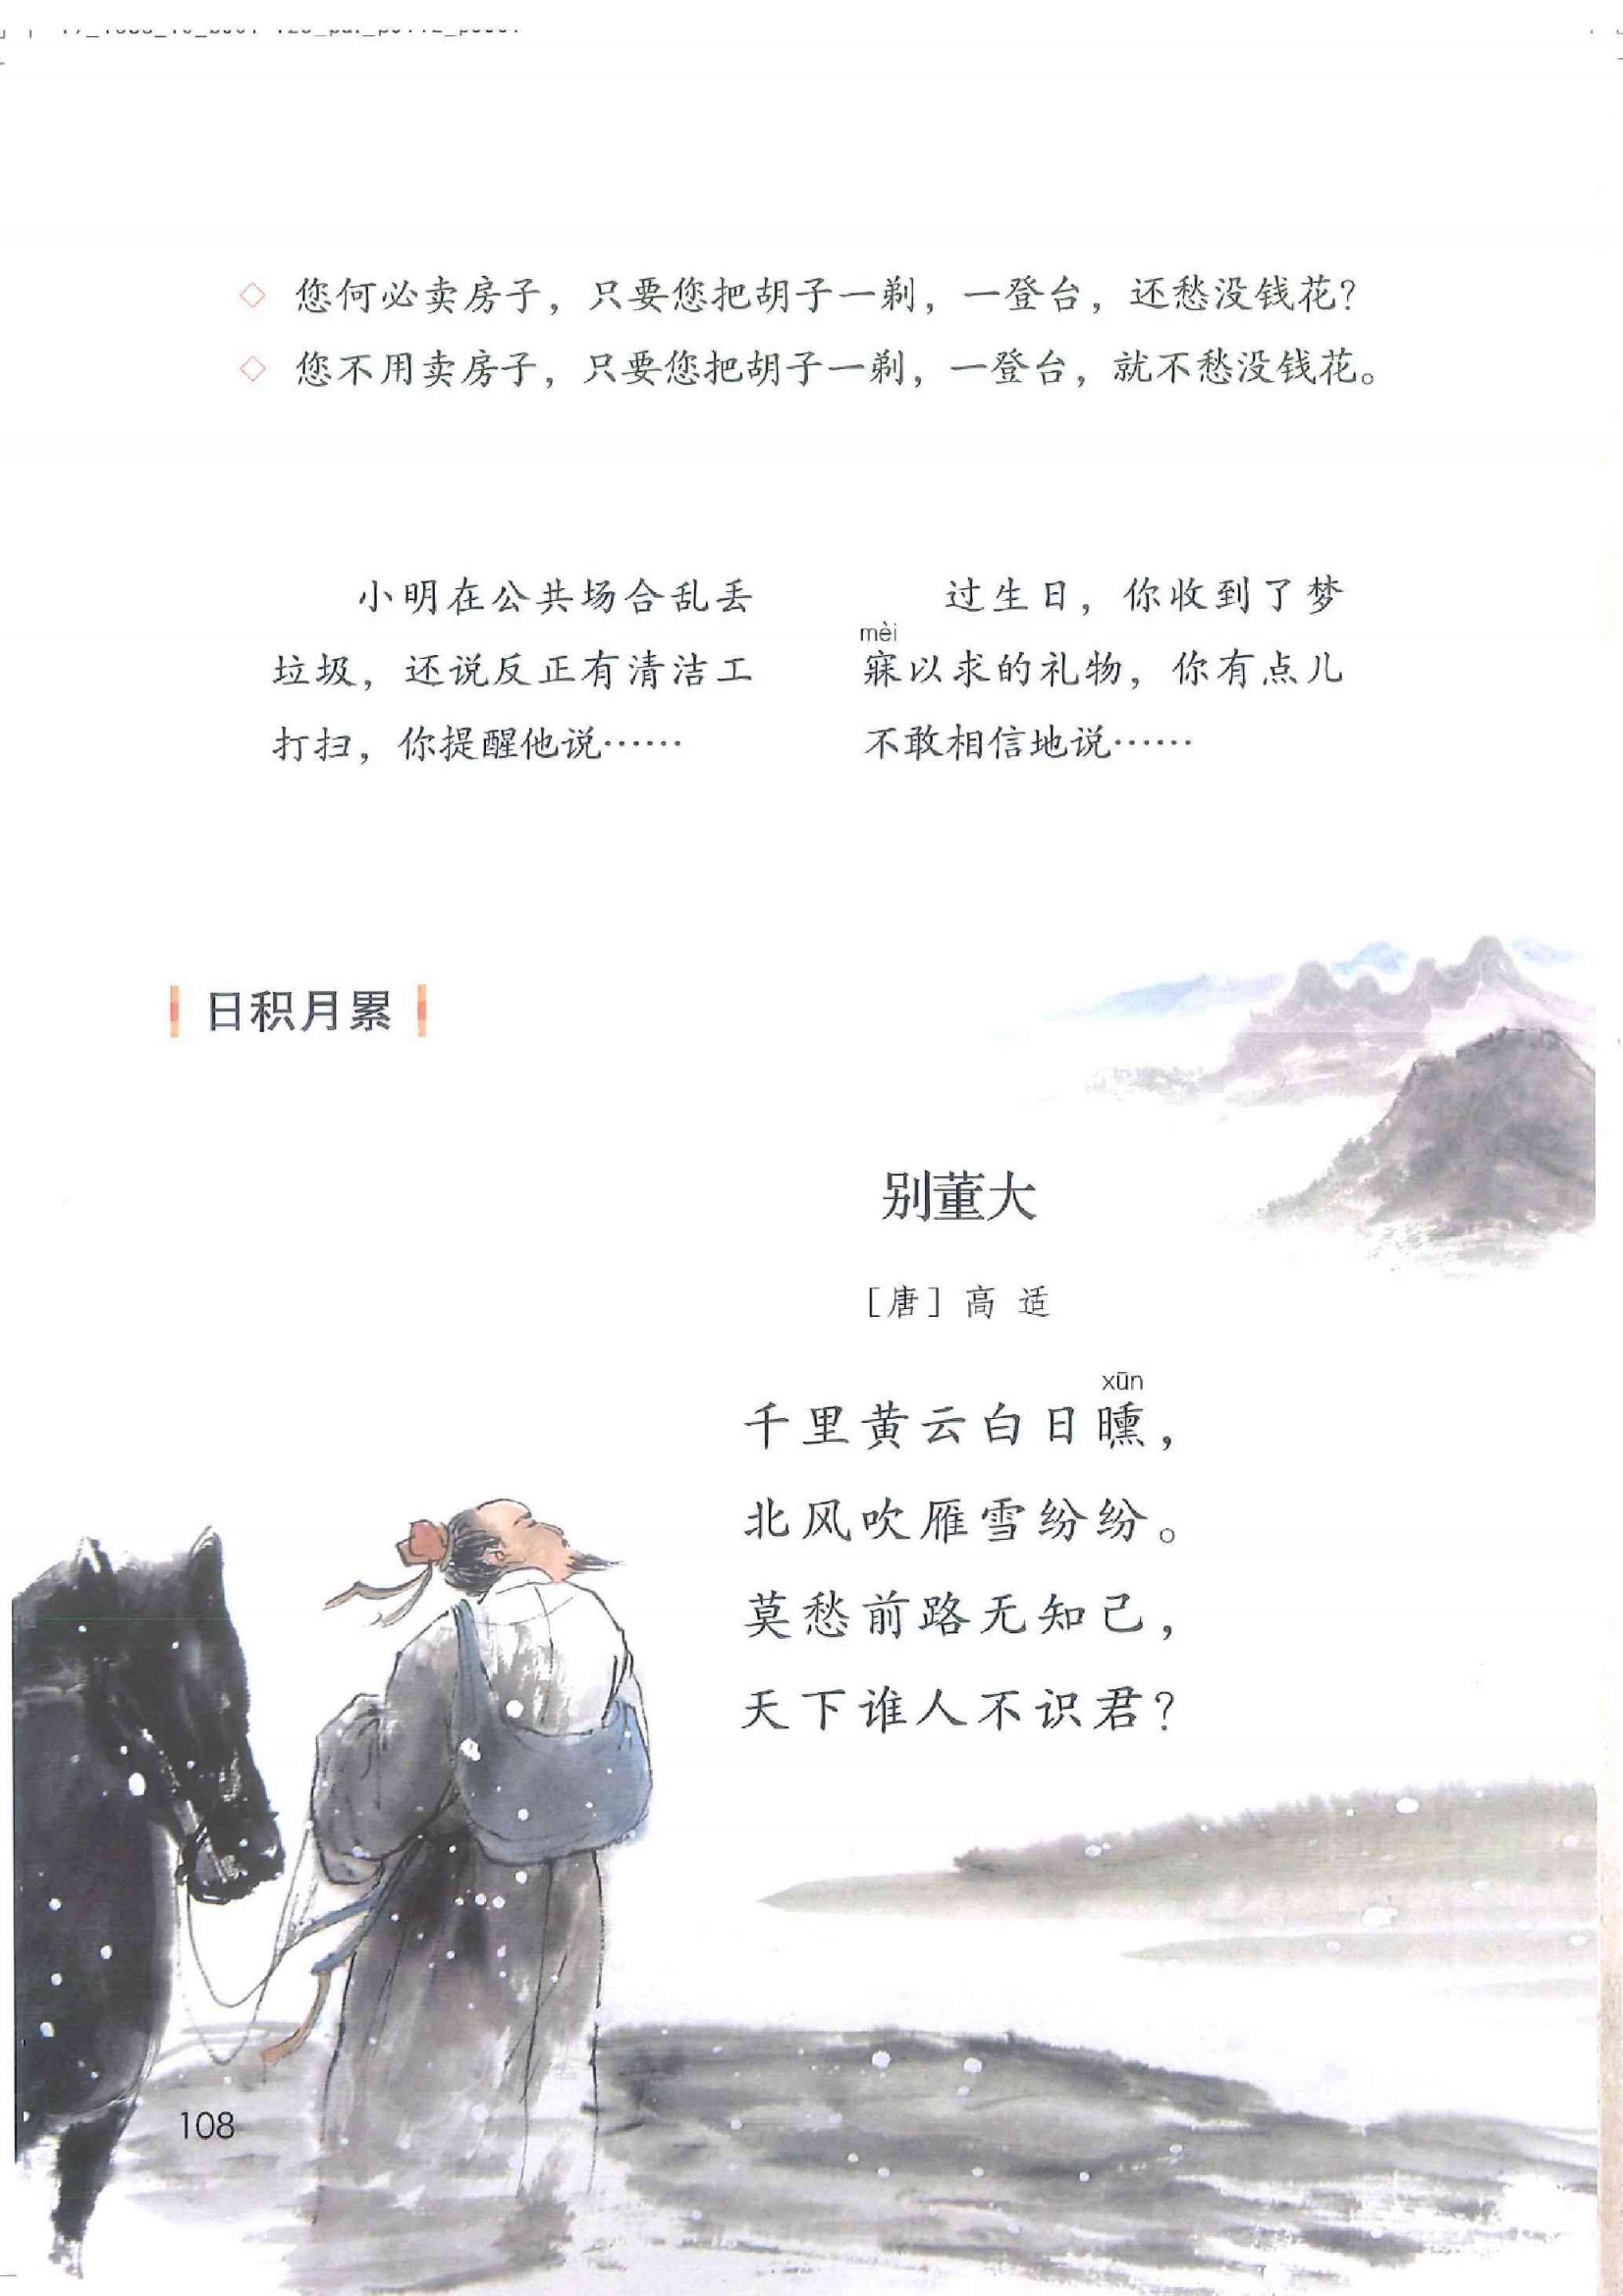 ◇ 您何必卖房子，只要您把胡子一剃，一登台，还愁没钱花？
◇ 您不用卖房子，只要您把胡子一剃，一登台，就不愁没钱花。
小明在公共场合乱丢
垃圾，还说反正有清洁工
打扫，你提醒他说……
过生日，你收到了梦
mèi
寐以求的礼物，你有点儿
不敢相信地说……
日积月累
别董大
［唐］高 适
xūn
千里黄云白日曛，
北风吹雁雪纷纷。
莫愁前路无知己，
天下谁人不识君？
108